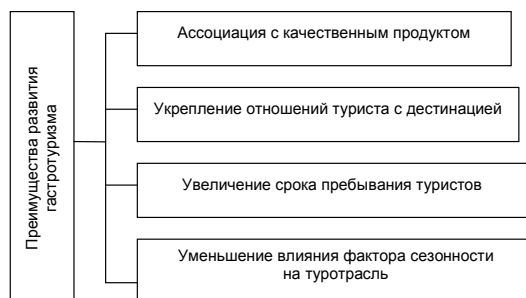 Преимущества развития
гастротуризма
Ассоциация с качественным продуктом
Укрепление отношений туриста с дестинацией
Увеличение срока пребывания туристов
Уменьшение влияния фактора сезонности
на туротрасль